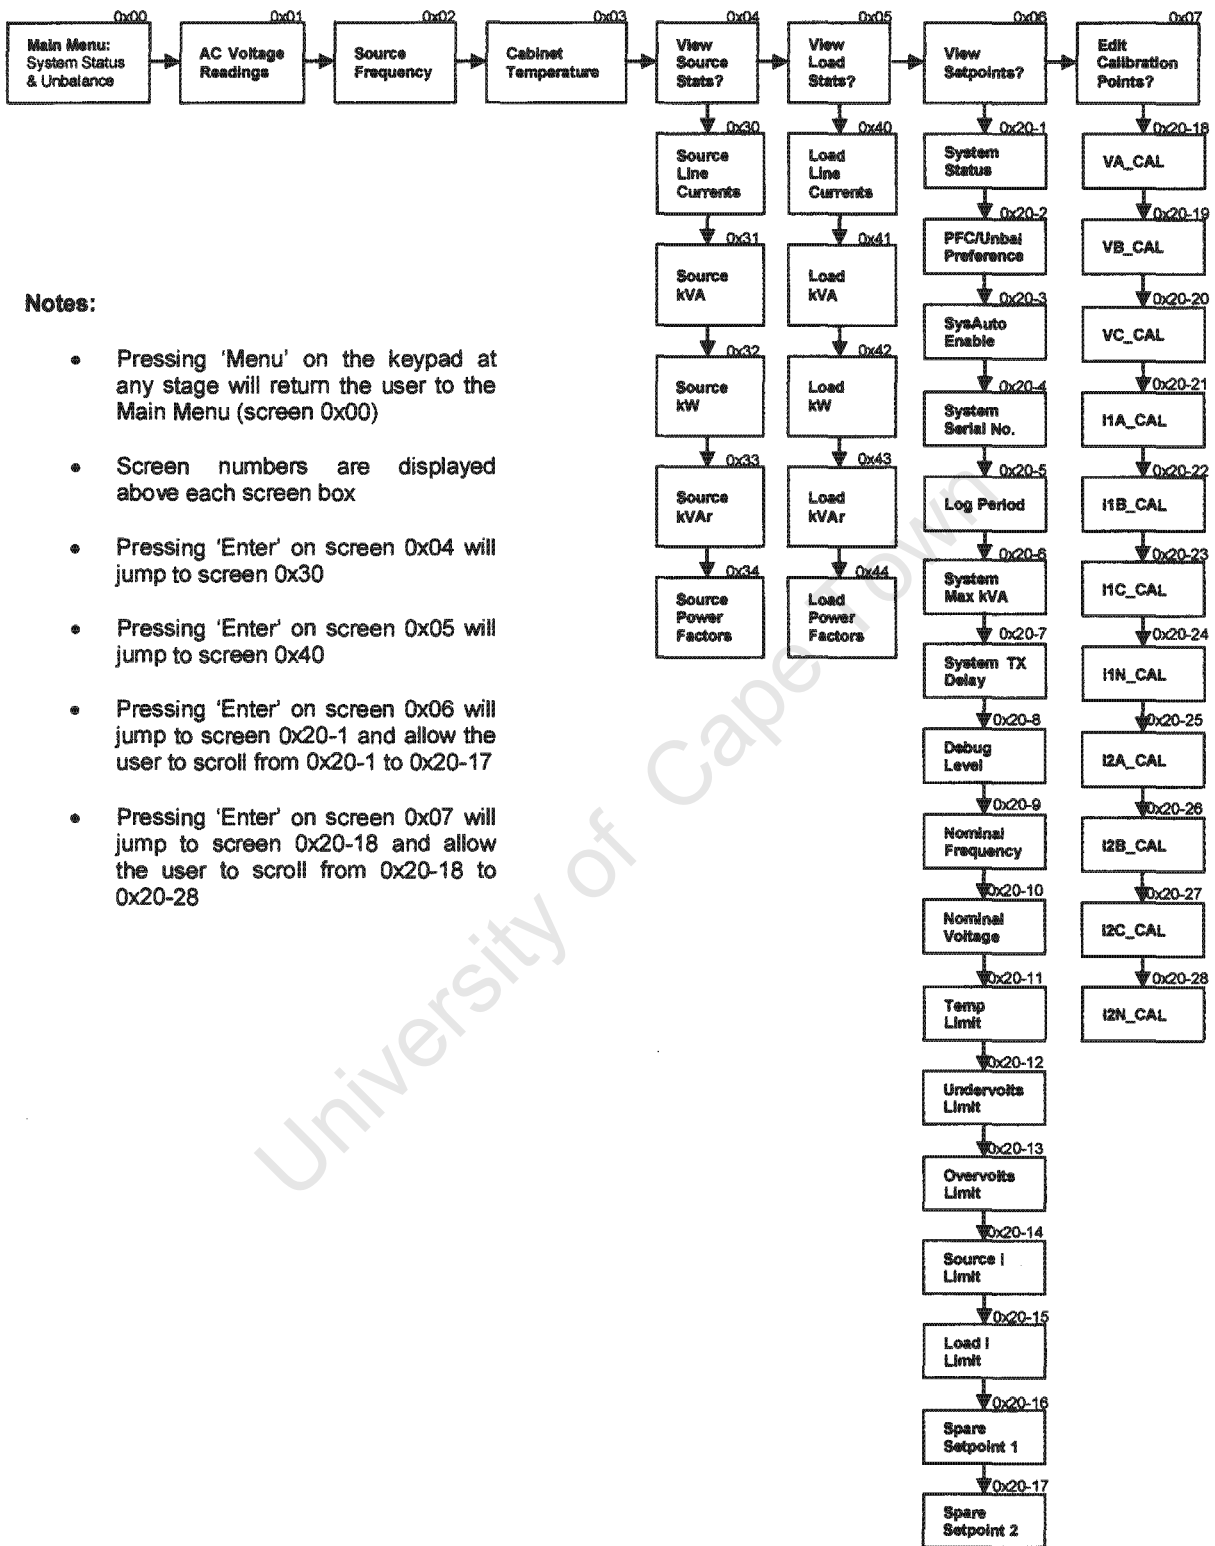 0x00
Main Menu:
System Status
& Unbalance
0x01
AC Voltage
Readings
0x02
Source
Frequency
0x03
Cabinet
Temperature
0x04
View
Source
Stats?
0x05
View
Load
Stats?
0x06
View
Setpoints?
0x07
Edit
Calibration
Points?
0x30
Source
Line
Currents
0x31
Source
kVA
0x32
Source
kW
0x33
Source
kVAr
0x34
Source
Power
Factors
0x40
Load
Line
Currents
0x41
Load
kVA
0x42
Load
kW
0x43
Load
kVAr
0x44
Load
Power
Factors
0x20-1
System
Status
0x20-2
PFC/Unbal
Preference
0x20-3
SysAuto
Enable
0x20-4
System
Serial No.
0x20-5
Log Period
0x20-6
System
Max kVA
0x20-7
System TX
Delay
0x20-8
Debug
Level
0x20-9
Nominal
Frequency
0x20-10
Nominal
Voltage
0x20-11
Temp
Limit
0x20-12
Undervolts
Limit
0x20-13
Overvolts
Limit
0x20-14
Source I
Limit
0x20-15
Load I
Limit
0x20-16
Spare
Setpoint 1
0x20-17
Spare
Setpoint 2
0x20-18
VA_CAL
0x20-19
VB_CAL
0x20-20
VC_CAL
0x20-21
I1A_CAL
0x20-22
I1B_CAL
0x20-23
I1C_CAL
0x20-24
I1N_CAL
0x20-25
I2A_CAL
0x20-26
I2B_CAL
0x20-27
I2C_CAL
0x20-28
I2N_CAL
Notes:
• Pressing 'Menu' on the keypad at
any stage will return the user to the
Main Menu (screen 0x00)
• Screen numbers are displayed
above each screen box
• Pressing 'Enter' on screen 0x04 will
jump to screen 0x30
• Pressing 'Enter' on screen 0x05 will
jump to screen 0x40
• Pressing 'Enter' on screen 0x06 will
jump to screen 0x20-1 and allow the
user to scroll from 0x20-1 to 0x20-17
• Pressing 'Enter' on screen 0x07 will
jump to screen 0x20-18 and allow
the user to scroll from 0x20-18 to
0x20-28
University of Cape Town